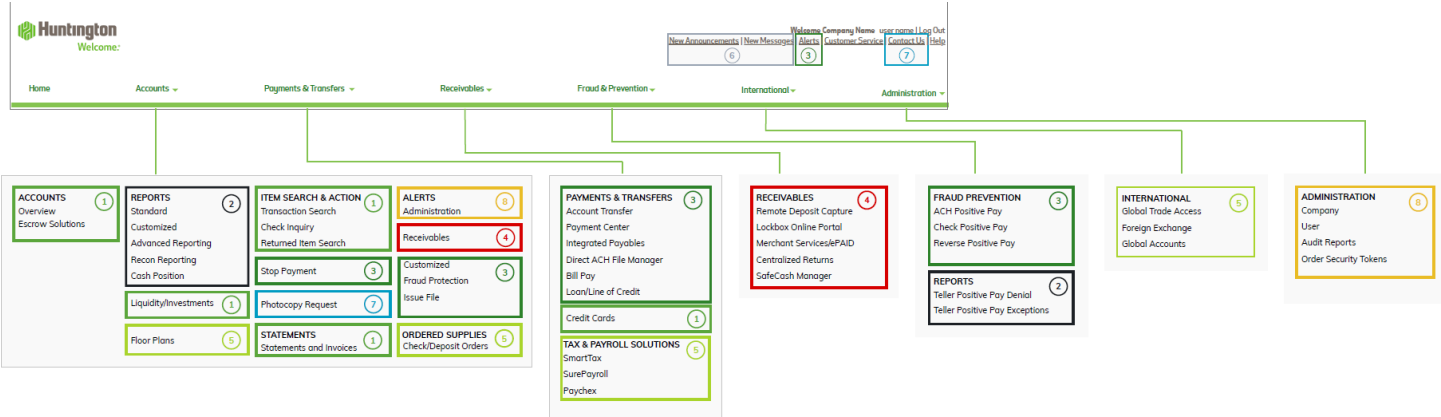 Huntington
Welcome:
Welcome Company Name user name | Log Out
New Announcements | New Messages Alerts Customer Service Contact Us Help
6
3
7
Home
Accounts
Payments & Transfers
Receivables
Fraud & Prevention
International
Administration
ACCOUNTS
1
Overview
Escrow Solutions
REPORTS
2
Standard
Customized
Advanced Reporting
Recon Reporting
Cash Position
Liquidity/Investments
1
Floor Plans
5
ITEM SEARCH & ACTION
1
Transaction Search
Check Inquiry
Returned Item Search
Stop Payment
3
Photocopy Request
7
STATEMENTS
1
Statements and Invoices
ALERTS
8
Administration
Receivables
4
Customized
3
Fraud Protection
Issue File
ORDERED SUPPLIES
5
Check/Deposit Orders
PAYMENTS & TRANSFERS
3
Account Transfer
Payment Center
Integrated Payables
Direct ACH File Manager
Bill Pay
Loan/Line of Credit
Credit Cards
1
TAX & PAYROLL SOLUTIONS
5
SmartTax
SurePayroll
Paychex
RECEIVABLES
4
Remote Deposit Capture
Lockbox Online Portal
Merchant Services/ePAID
Centralized Returns
SafeCash Manager
FRAUD PREVENTION
3
ACH Positive Pay
Check Positive Pay
Reverse Positive Pay
REPORTS
2
Teller Positive Pay Denial
Teller Positive Pay Exceptions
INTERNATIONAL
5
Global Trade Access
Foreign Exchange
Global Accounts
ADMINISTRATION
8
Company
User
Audit Reports
Order Security Tokens